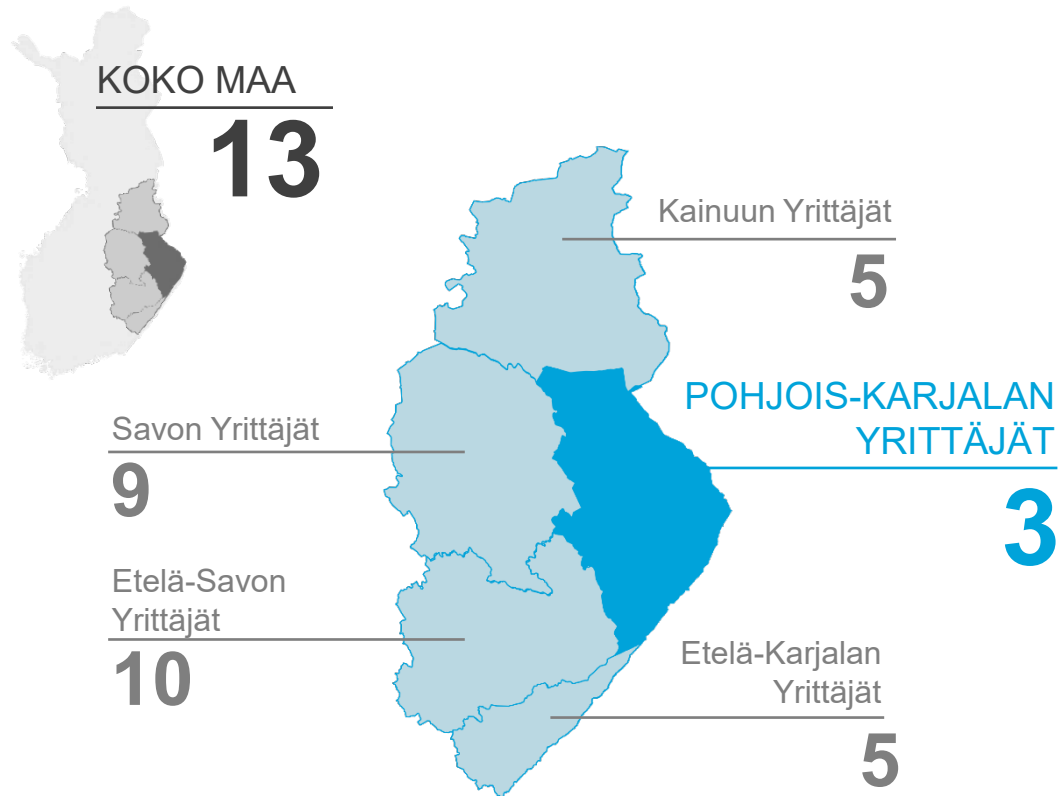 KOKO MAA
13
Kainuun Yrittäjät
5
POHJOIS-KARJALAN
YRITTÄJÄT
3
Savon Yrittäjät
9
Etelä-Savon
Yrittäjät
10
Etelä-Karjalan
Yrittäjät
5